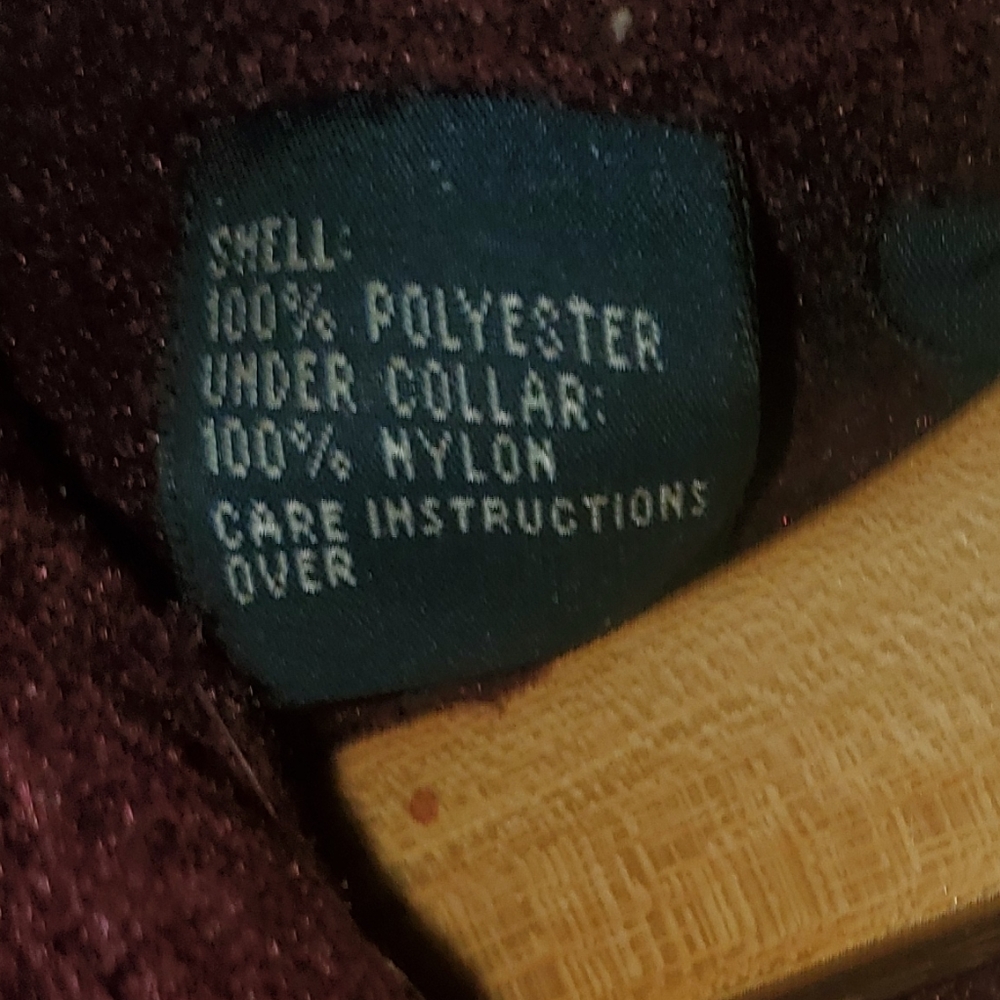 SHELL:
100% POLYESTER
UNDER COLLAR:
100% NYLON
CARE INSTRUCTIONS
OVER